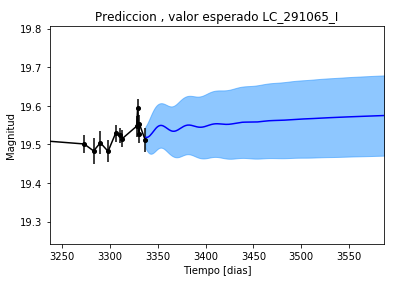 Prediccion , valor esperado LC_291065_I
19.8
19.7
19.6
19.5
19.4
19.3
Magnitud
3250 3300 3350 3400 3450 3500 3550
Tiempo [dias]